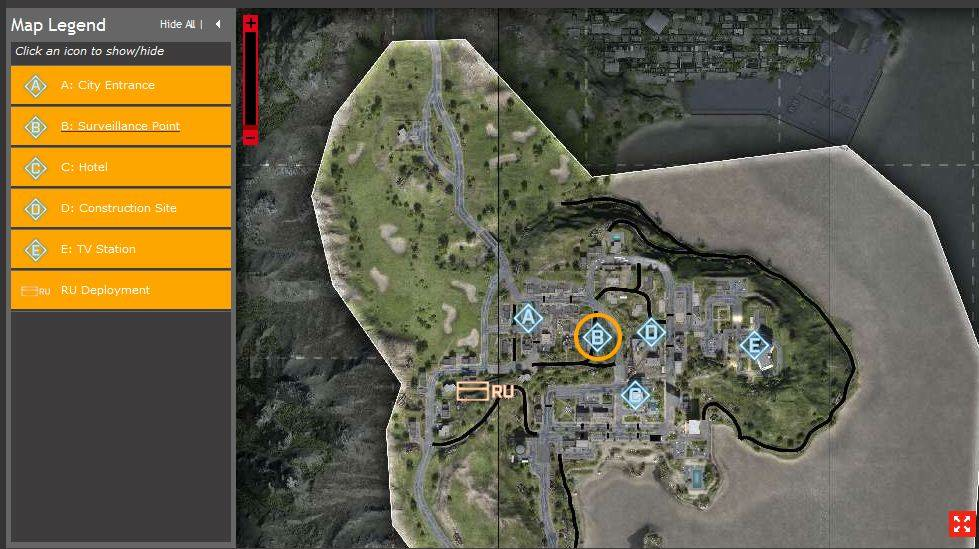 Map Legend
Hide All |
Click an icon to show/hide
A A: City Entrance
B B: Surveillance Point
C C: Hotel
D D: Construction Site
E E: TV Station
RU RU Deployment
+
-
A
B
D
E
C
RU